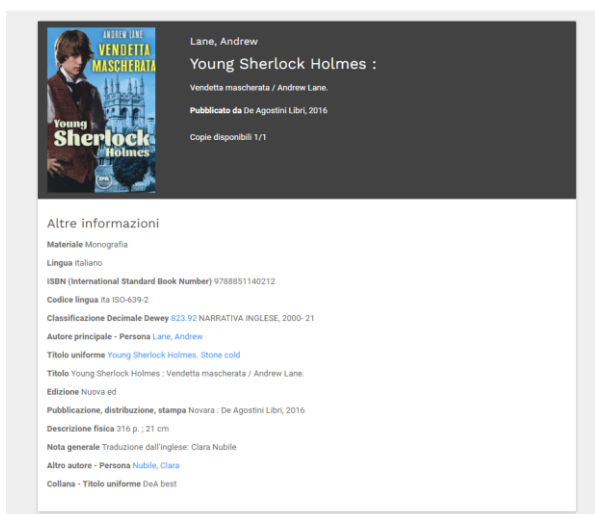 ANDREW LANE
VENDETTA
MASCHERATA
Young
Sherlock
Holmes
Lane, Andrew
Young Sherlock Holmes :
Vendetta mascherata / Andrew Lane.
Pubblicato da De Agostini Libri, 2016
Copie disponibili 1/1
Altre informazioni
Materiale Monografia
Lingua Italiano
ISBN (International Standard Book Number) 9788851140212
Codice lingua ita ISO-639-2
Classificazione Decimale Dewey 823.92 NARRATIVA INGLESE, 2000- 21
Autore principale - Persona Lane, Andrew
Titolo uniforme Young Sherlock Holmes. Stone cold
Titolo Young Sherlock Holmes : Vendetta mascherata / Andrew Lane.
Edizione Nuova ed
Pubblicazione, distribuzione, stampa Novara : De Agostini Libri, 2016
Descrizione fisica 316 p. ; 21 cm
Nota generale Traduzione dall'inglese: Clara Nubile
Altro autore - Persona Nubile, Clara
Collana - Titolo uniforme DeA best